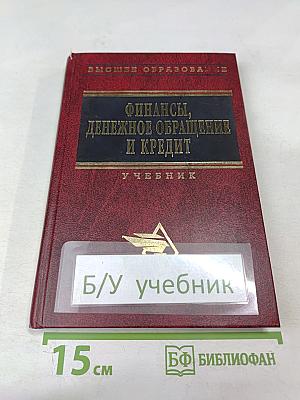 ВЫСШЕЕ ОБРАЗОВАНИЕ
ФИНАНСЫ,
ДЕНЕЖНОЕ ОБРАЩЕНИЕ
И КРЕДИТ
УЧЕБНИК
Б/У учебник
15 см
БФ БИБЛИОФАН